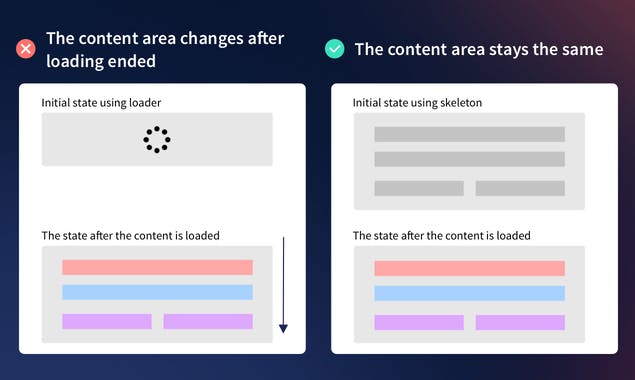 The content area changes after
loading ended
Initial state using loader
The state after the content is loaded
The content area stays the same
Initial state using skeleton
The state after the content is loaded